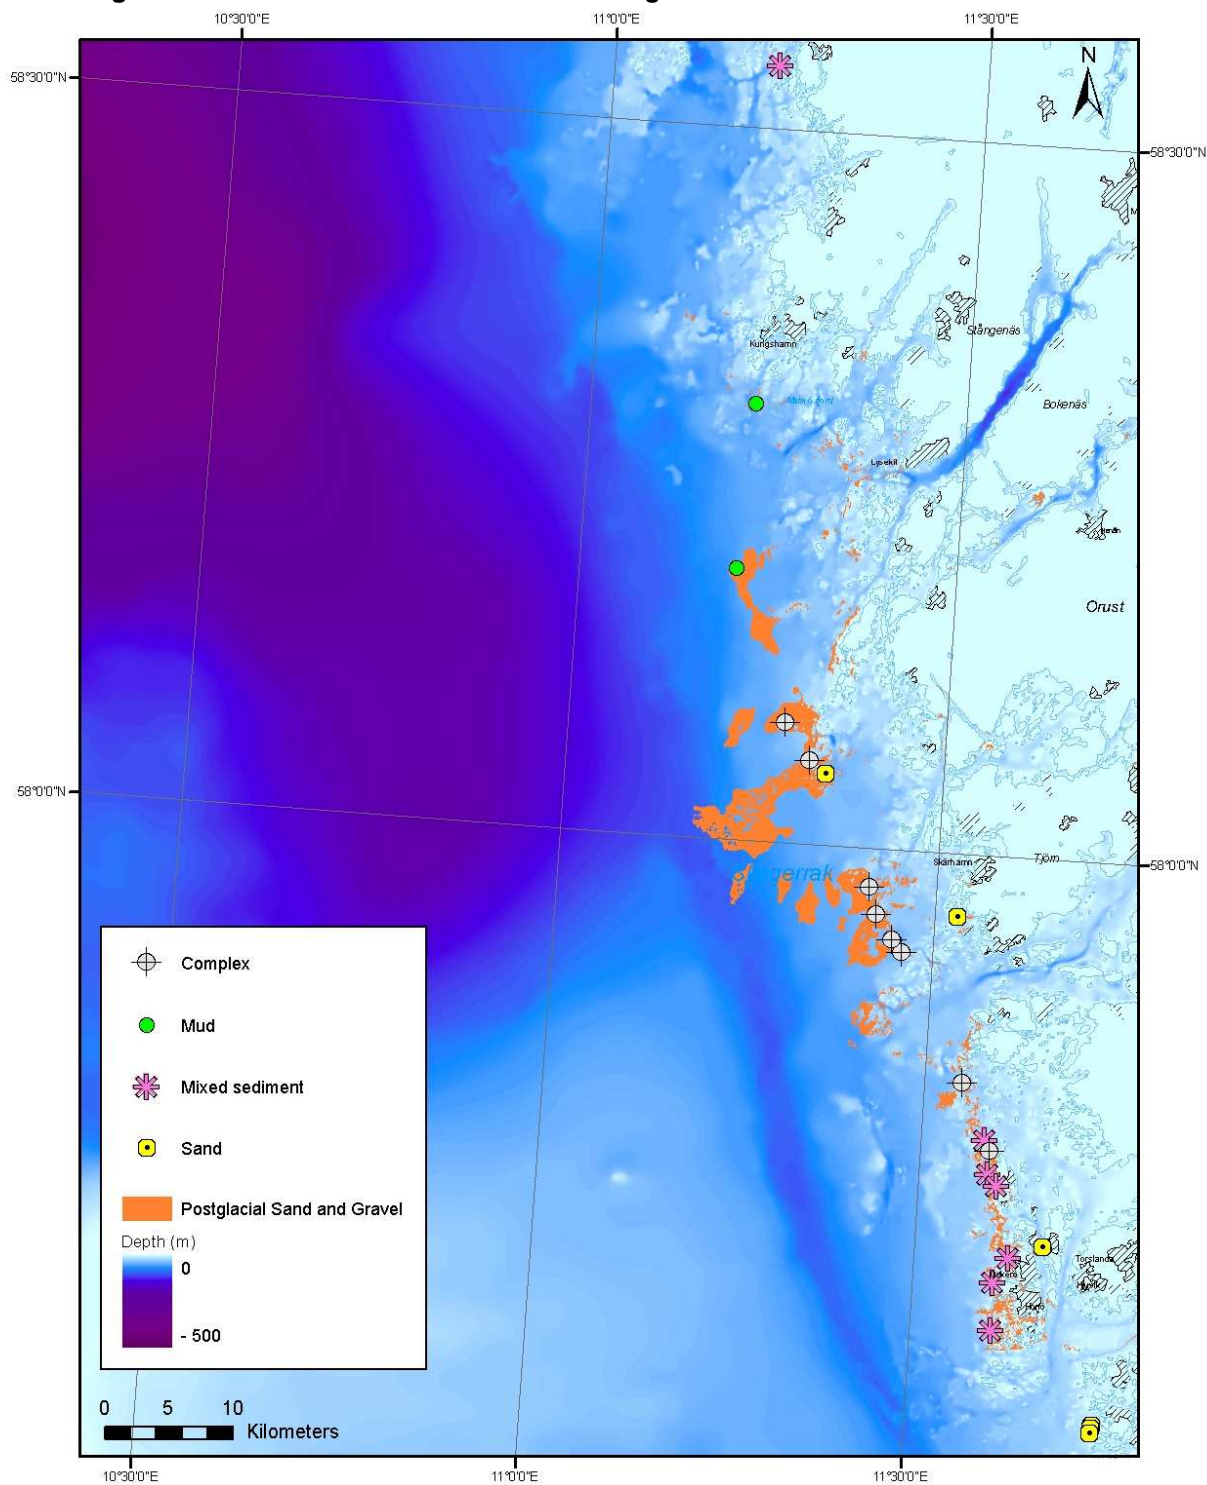 10°30'0"E 11°0'0"E 11°30'0"E
N
58°30'0"N
58°30'0"N
M
Stångenäs
Kungshamn
Bokenäs
Lysekil
Orust
58°0'0"N
Skärhamn
Tjörn
58°0'0"N
Complex
Mud
Mixed sediment
Sand
Postglacial Sand and Gravel
Depth (m)
0
- 500
Torslanda
Hönö
0 5 10
Kilometers
10°30'0"E 11°0'0"E 11°30'0"E